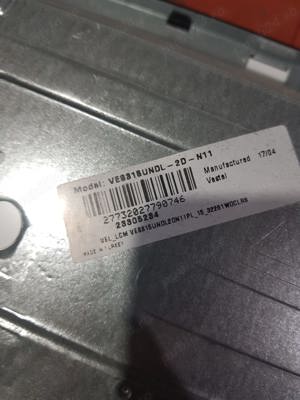 Model: VES315UNDL-2D-N11
Manufactured 17/04
Vestel
27732027790746
23305284
MADE IN TURKEY